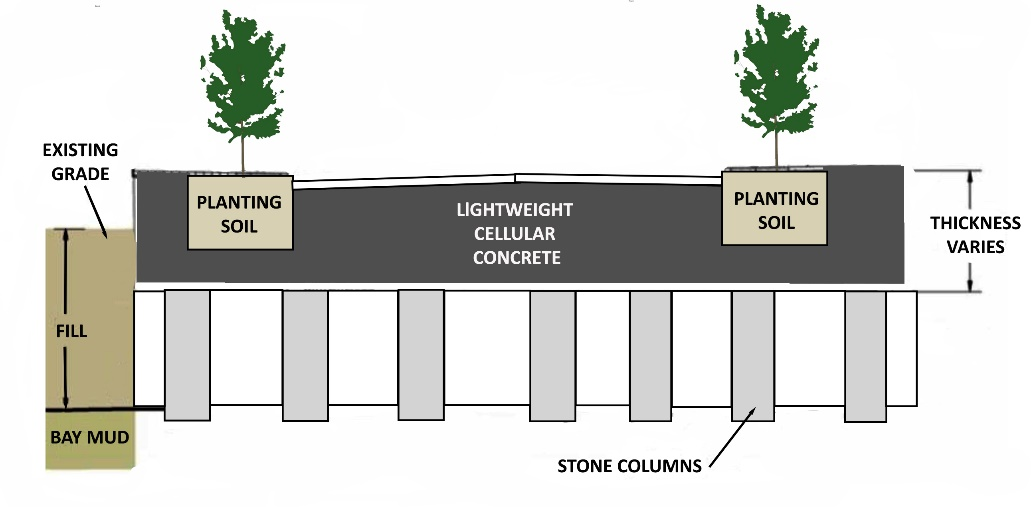 EXISTING
GRADE
PLANTING
SOIL
LIGHTWEIGHT
CELLULAR
CONCRETE
PLANTING
SOIL
THICKNESS
VARIES
FILL
BAY MUD
STONE COLUMNS